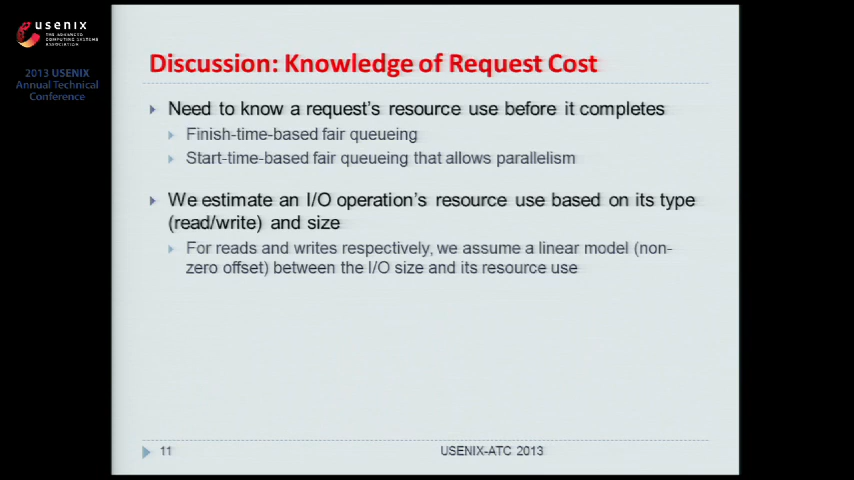 usenix
THE ADVANCED
COMPUTING SYSTEMS
ASSOCIATION
2013 USENIX
Annual Technical
Conference
Discussion: Knowledge of Request Cost
Need to know a request's resource use before it completes
Finish-time-based fair queueing
Start-time-based fair queueing that allows parallelism
We estimate an I/O operation's resource use based on its type
(read/write) and size
For reads and writes respectively, we assume a linear model (non-
zero offset) between the I/O size and its resource use
11
USENIX-ATC 2013